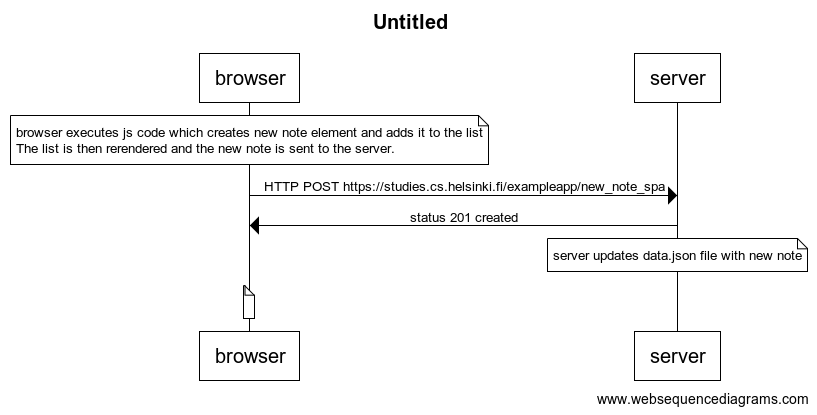 Untitled
browser
server
browser executes js code which creates new note element and adds it to the list
The list is then rerendered and the new note is sent to the server.
HTTP POST https://studies.cs.helsinki.fi/exampleapp/new_note_spa
status 201 created
server updates data.json file with new note
browser
server
www.websequencediagrams.com